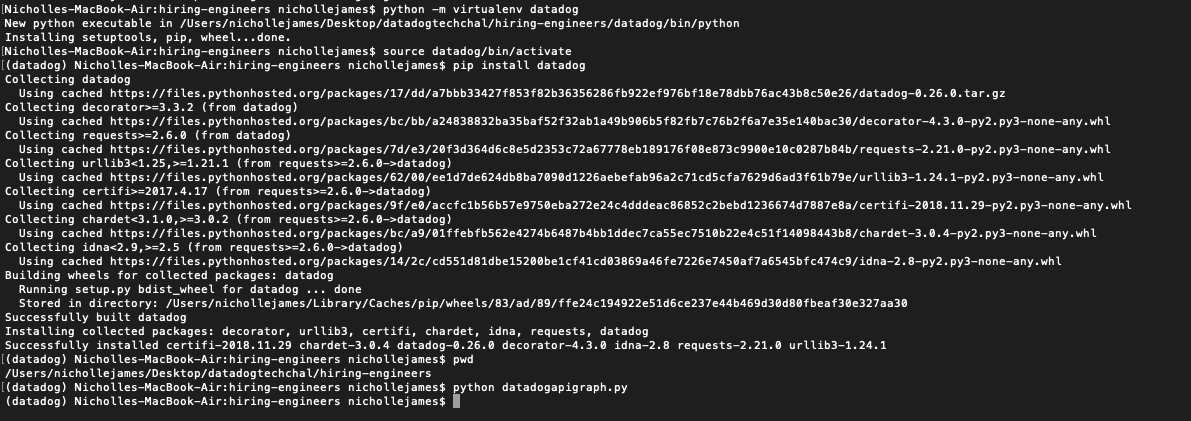 [Nicholles-MacBook-Air:hiring-engineers nichollejames$ python -m virtualenv datadog
New python executable in /Users/nichollejames/Desktop/datadogtechchal/hiring-engineers/datadog/bin/python
Installing setuptools, pip, wheel...done.
[Nicholles-MacBook-Air:hiring-engineers nichollejames$ source datadog/bin/activate
[(datadog) Nicholles-MacBook-Air:hiring-engineers nichollejames$ pip install datadog
Collecting datadog
  Using cached https://files.pythonhosted.org/packages/17/dd/a7bbb33427f853f82b36356286fb922ef976bf18e78dbb76ac43b8c50e26/datadog-0.26.0.tar.gz
Collecting decorator>=3.3.2 (from datadog)
  Using cached https://files.pythonhosted.org/packages/bc/bb/a24838832ba35baf52f32ab1a49b906b5f82fb7c76b2f6a7e35e140bac30/decorator-4.3.0-py2.py3-none-any.whl
Collecting requests>=2.6.0 (from datadog)
  Using cached https://files.pythonhosted.org/packages/7d/e3/20f3d364d6c8e5d2353c72a67778eb189176f08e873c9900e10c0287b84b/requests-2.21.0-py2.py3-none-any.whl
Collecting urllib3<1.25,>=1.21.1 (from requests>=2.6.0->datadog)
  Using cached https://files.pythonhosted.org/packages/62/00/ee1d7de624db8ba7090d1226aebefab96a2c71cd5cfa7629d6ad3f61b79e/urllib3-1.24.1-py2.py3-none-any.whl
Collecting certifi>=2017.4.17 (from requests>=2.6.0->datadog)
  Using cached https://files.pythonhosted.org/packages/9f/e0/accfc1b56b57e9750eba272e24c4dddeac86852c2bebd1236674d7887e8a/certifi-2018.11.29-py2.py3-none-any.whl
Collecting chardet<3.1.0,>=3.0.2 (from requests>=2.6.0->datadog)
  Using cached https://files.pythonhosted.org/packages/bc/a9/01ffebfb562e4274b6487b4bb1ddec7ca55ec7510b22e4c51f14098443b8/chardet-3.0.4-py2.py3-none-any.whl
Collecting idna<2.9,>=2.5 (from requests>=2.6.0->datadog)
  Using cached https://files.pythonhosted.org/packages/14/2c/cd551d81dbe15200be1cf41cd03869a46fe7226e7450af7a6545bfc474c9/idna-2.8-py2.py3-none-any.whl
Building wheels for collected packages: datadog
  Running setup.py bdist_wheel for datadog ... done
  Stored in directory: /Users/nichollejames/Library/Caches/pip/wheels/83/ad/89/ffe24c194922e51d6ce237e44b469d30d80fbeaf30e327aa30
Successfully built datadog
Installing collected packages: decorator, urllib3, certifi, chardet, idna, requests, datadog
Successfully installed certifi-2018.11.29 chardet-3.0.4 datadog-0.26.0 decorator-4.3.0 idna-2.8 requests-2.21.0 urllib3-1.24.1
[(datadog) Nicholles-MacBook-Air:hiring-engineers nichollejames$ pwd
/Users/nichollejames/Desktop/datadogtechchal/hiring-engineers
[(datadog) Nicholles-MacBook-Air:hiring-engineers nichollejames$ python datadogapigraph.py
(datadog) Nicholles-MacBook-Air:hiring-engineers nichollejames$